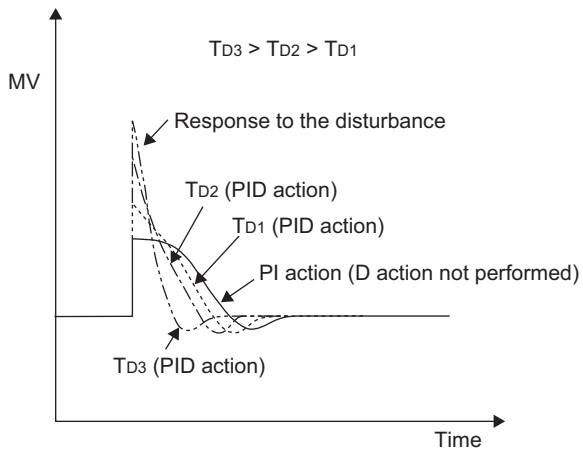 TD3 > TD2 > TD1
MV
Response to the disturbance
TD2 (PID action)
TD1 (PID action)
PI action (D action not performed)
TD3 (PID action)
Time